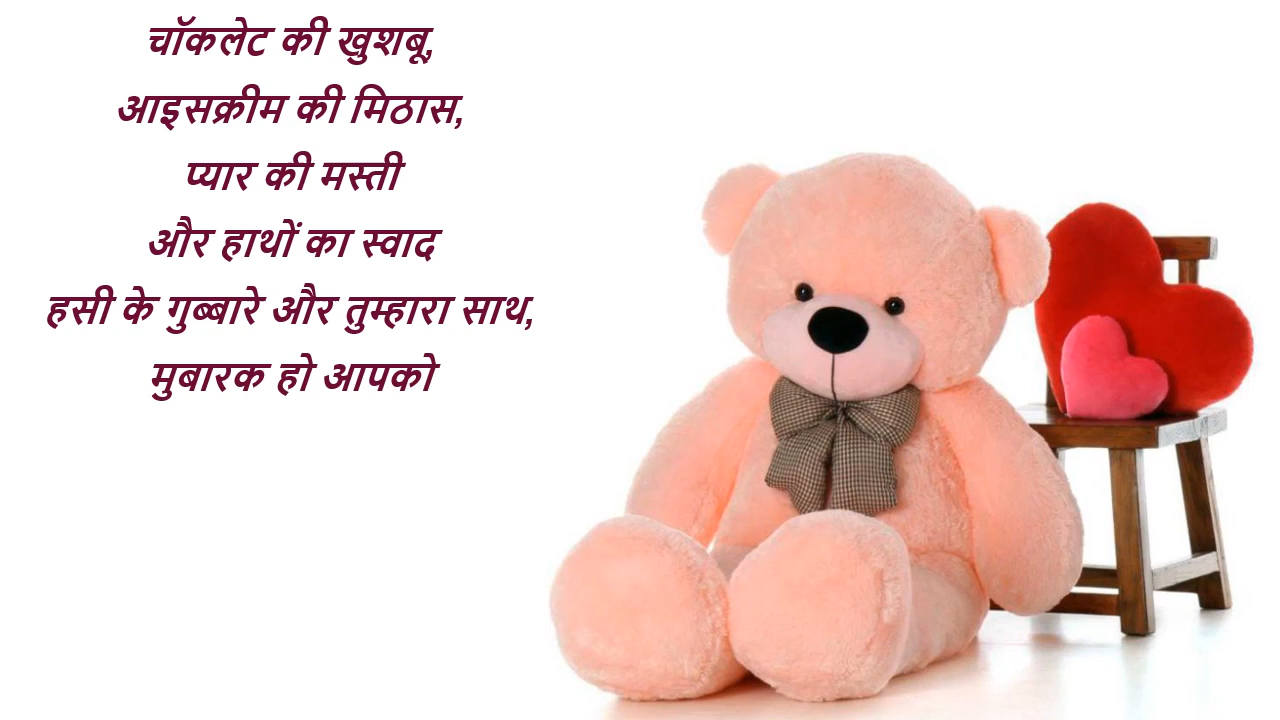 चॉकलेट की खुशबू,
आइसक्रीम की मिठास,
प्यार की मस्ती
और हाथों का स्वाद
हसी के गुब्बारे और तुम्हारा साथ,
मुबारक हो आपको